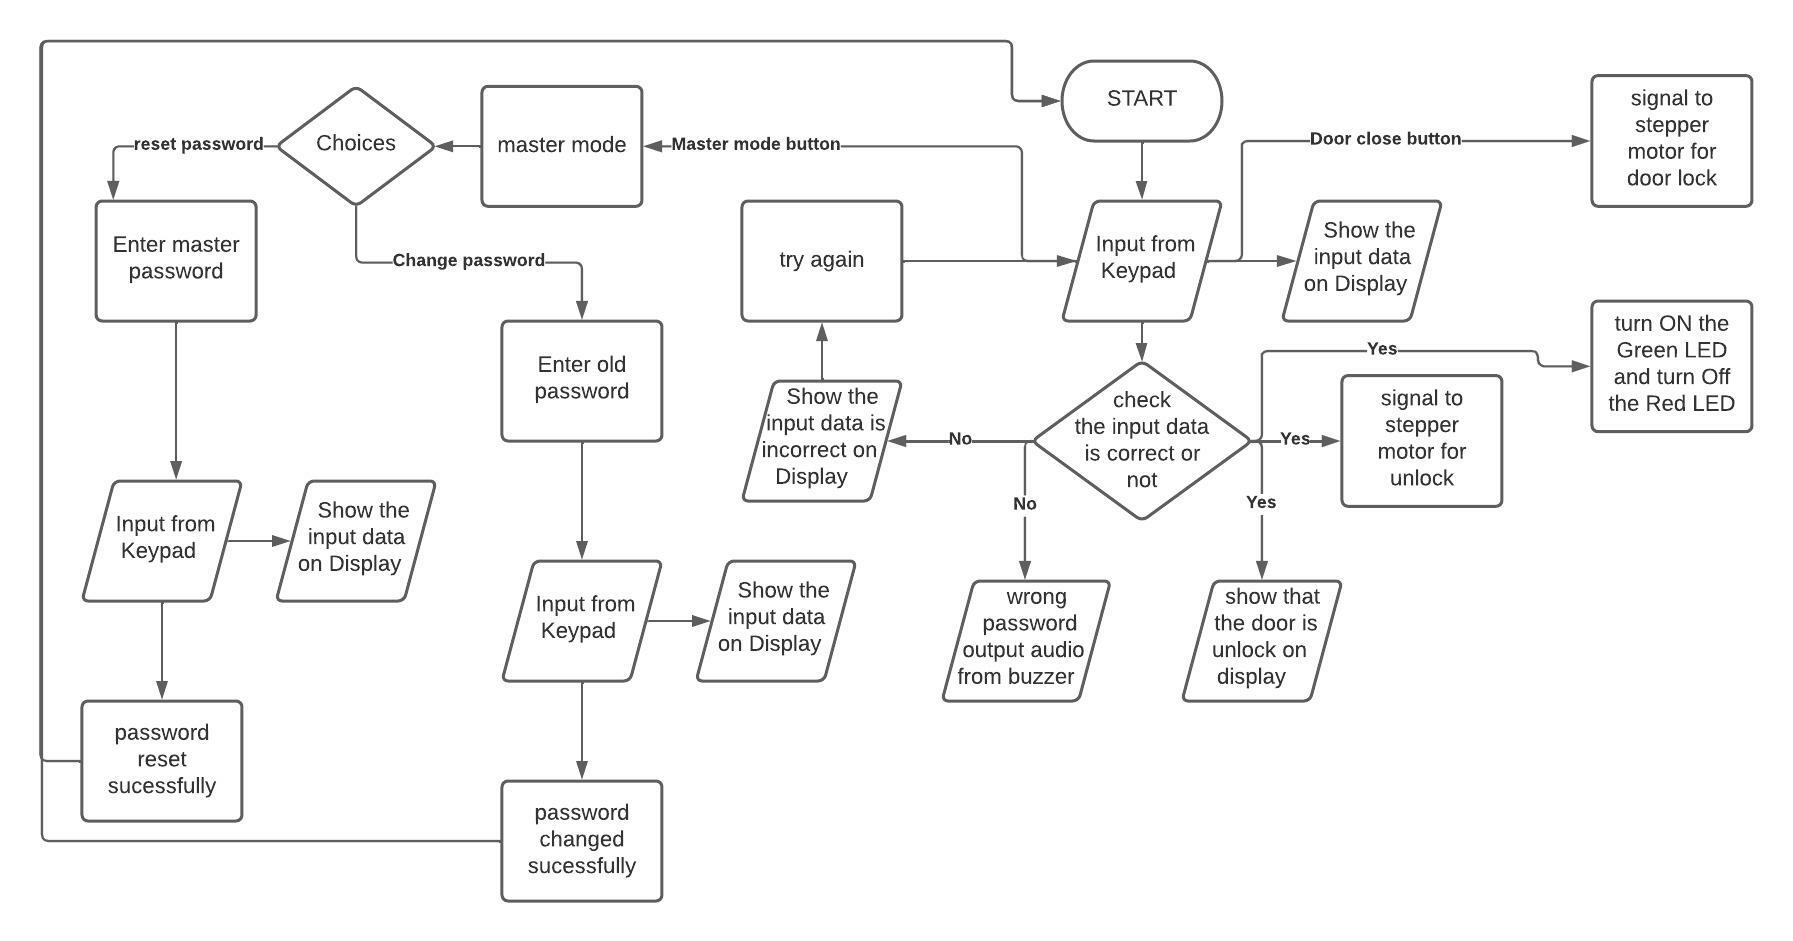 START
signal to
stepper
motor for
door lock
Door close button
Choices
master mode
Master mode button
reset password
Enter master
password
Change password
try again
Input from
Keypad
Show the
input data
on Display
turn ON the
Green LED
and turn Off
the Red LED
Yes
Enter old
password
Show the
input data is
incorrect on
Display
No
check
the input data
is correct or
not
Yes
signal to
stepper
motor for
unlock
No
Yes
Input from
Keypad
Show the
input data
on Display
Input from
Keypad
Show the
input data
on Display
wrong
password
output audio
from buzzer
show that
the door is
unlock on
display
password
reset
sucessfully
password
changed
sucessfully